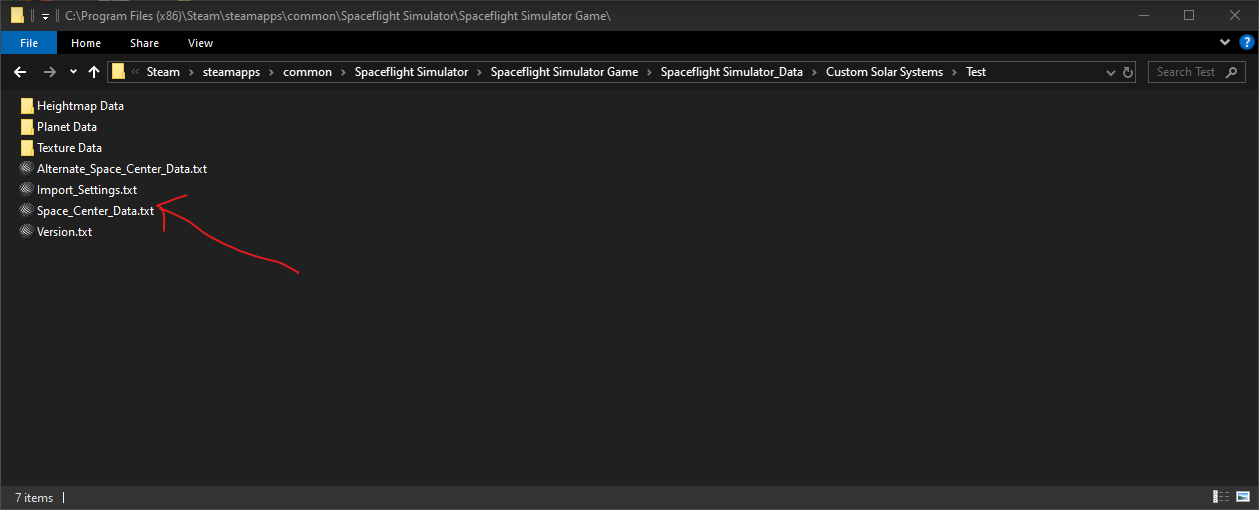 C:\Program Files (x86)\Steam\steamapps\common\Spaceflight Simulator\Spaceflight Simulator Game\
File Home Share View
Steam steamapps common Spaceflight Simulator Spaceflight Simulator Game Spaceflight Simulator_Data Custom Solar Systems Test Search Test
Heightmap Data
Planet Data
Texture Data
Alternate_Space_Center_Data.txt
Import_Settings.txt
Space_Center_Data.txt
Version.txt
7 items